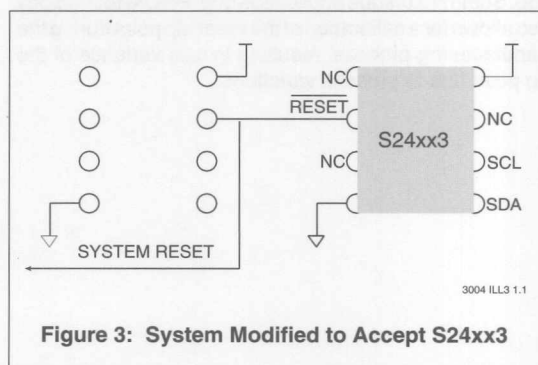 NC
RESET
NC
NC
S24xx3
SCL
SDA
SYSTEM RESET
3004 ILL3 1.1
Figure 3: System Modified to Accept S24xx3